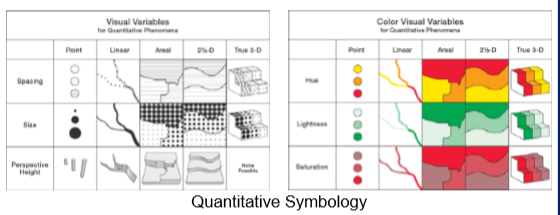 Visual Variables
for Quantitative Phenomena
Point Linear Areal 2½-D True 3-D
Spacing
Size
Perspective
Height
None
Possible
Color Visual Variables
for Quantitative Phenomena
Point Linear Areal 2½-D True 3-D
Hue
Lightness
Saturation
Quantitative Symbology